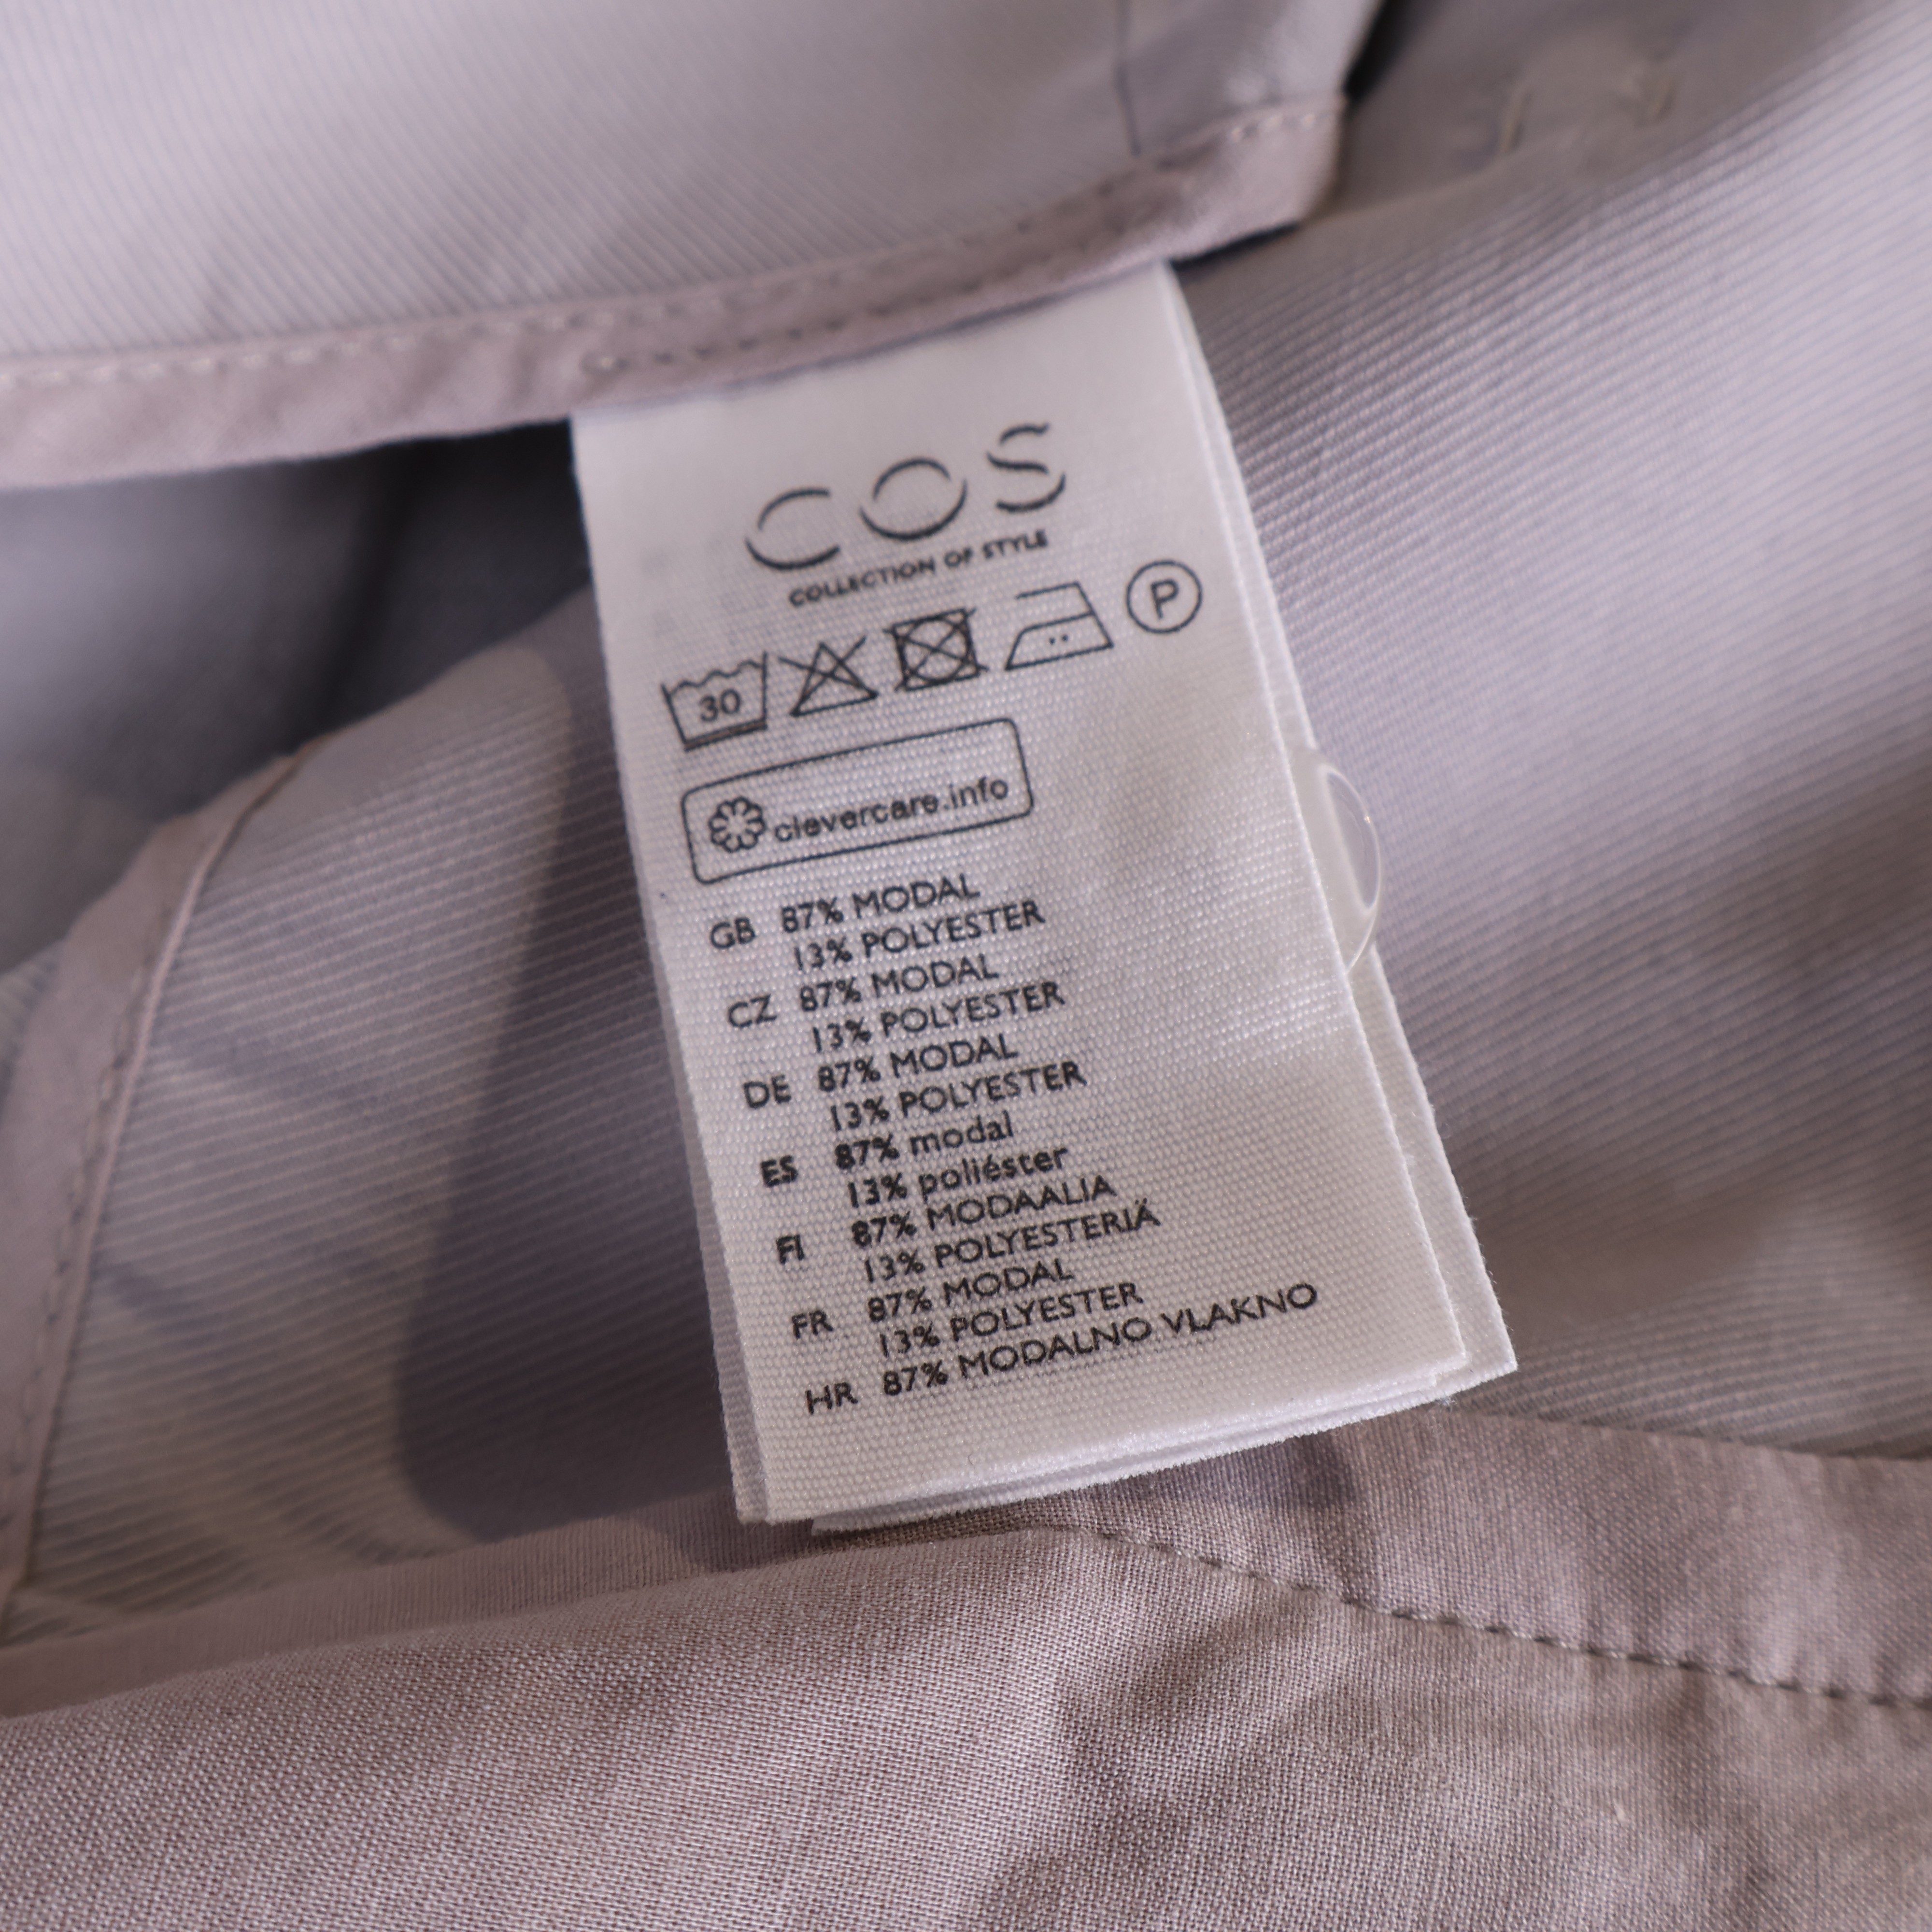 COS
COLLECTION OF STYLE
30
P
clevercare.info
GB 87% MODAL
13% POLYESTER
CZ 87% MODAL
13% POLYESTER
DE 87% MODAL
13% POLYESTER
ES 87% modal
13% poliéster
FI 87% MODAALIA
13% POLYESTERIÄ
FR 87% MODAL
13% POLYESTER
HR 87% MODALNO VLAKNO